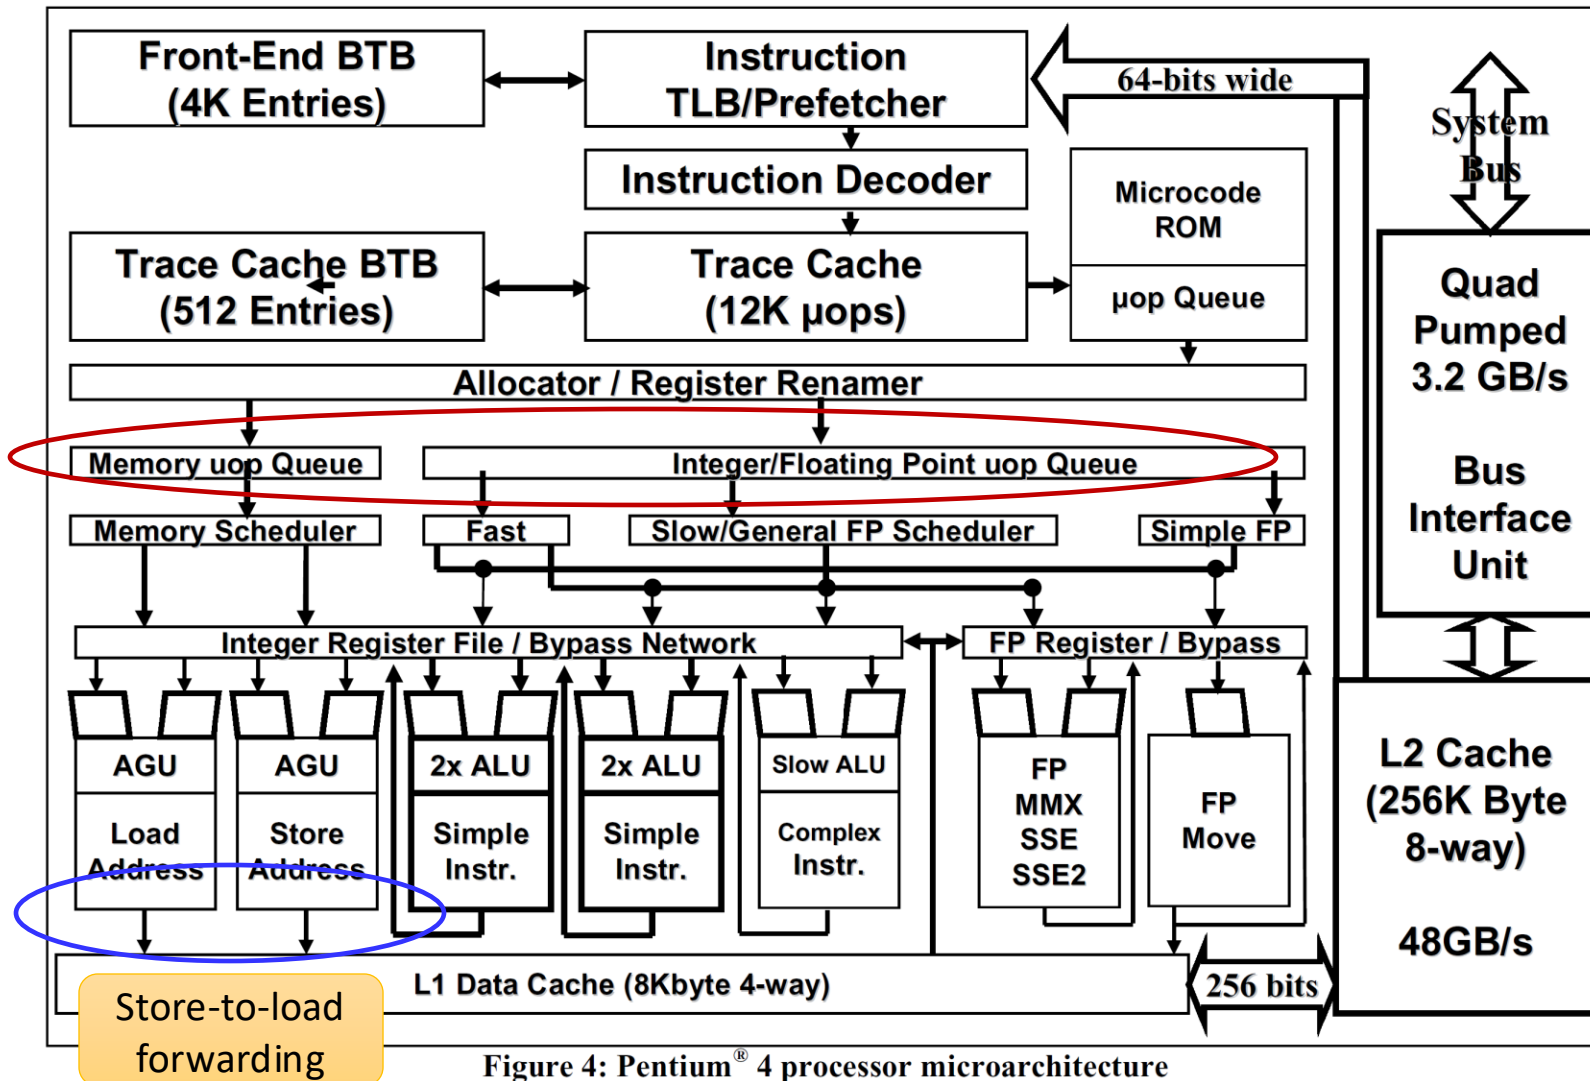 Front-End BTB
(4K Entries)
Instruction
TLB/Prefetcher
64-bits wide
System
Bus
Instruction Decoder
Microcode
ROM
Trace Cache BTB
(512 Entries)
Trace Cache
(12K µops)
µop Queue
Quad
Pumped
3.2 GB/s
Bus
Interface
Unit
Allocator / Register Renamer
Memory uop Queue
Integer/Floating Point uop Queue
Memory Scheduler
Fast
Slow/General FP Scheduler
Simple FP
Integer Register File / Bypass Network
FP Register / Bypass
AGU
Load
Address
AGU
Store
Address
2x ALU
Simple
Instr.
2x ALU
Simple
Instr.
Slow ALU
Complex
Instr.
FP
MMX
SSE
SSE2
FP
Move
L2 Cache
(256K Byte
8-way)
48GB/s
L1 Data Cache (8Kbyte 4-way)
256 bits
Store-to-load
forwarding
Figure 4: Pentium® 4 processor microarchitecture